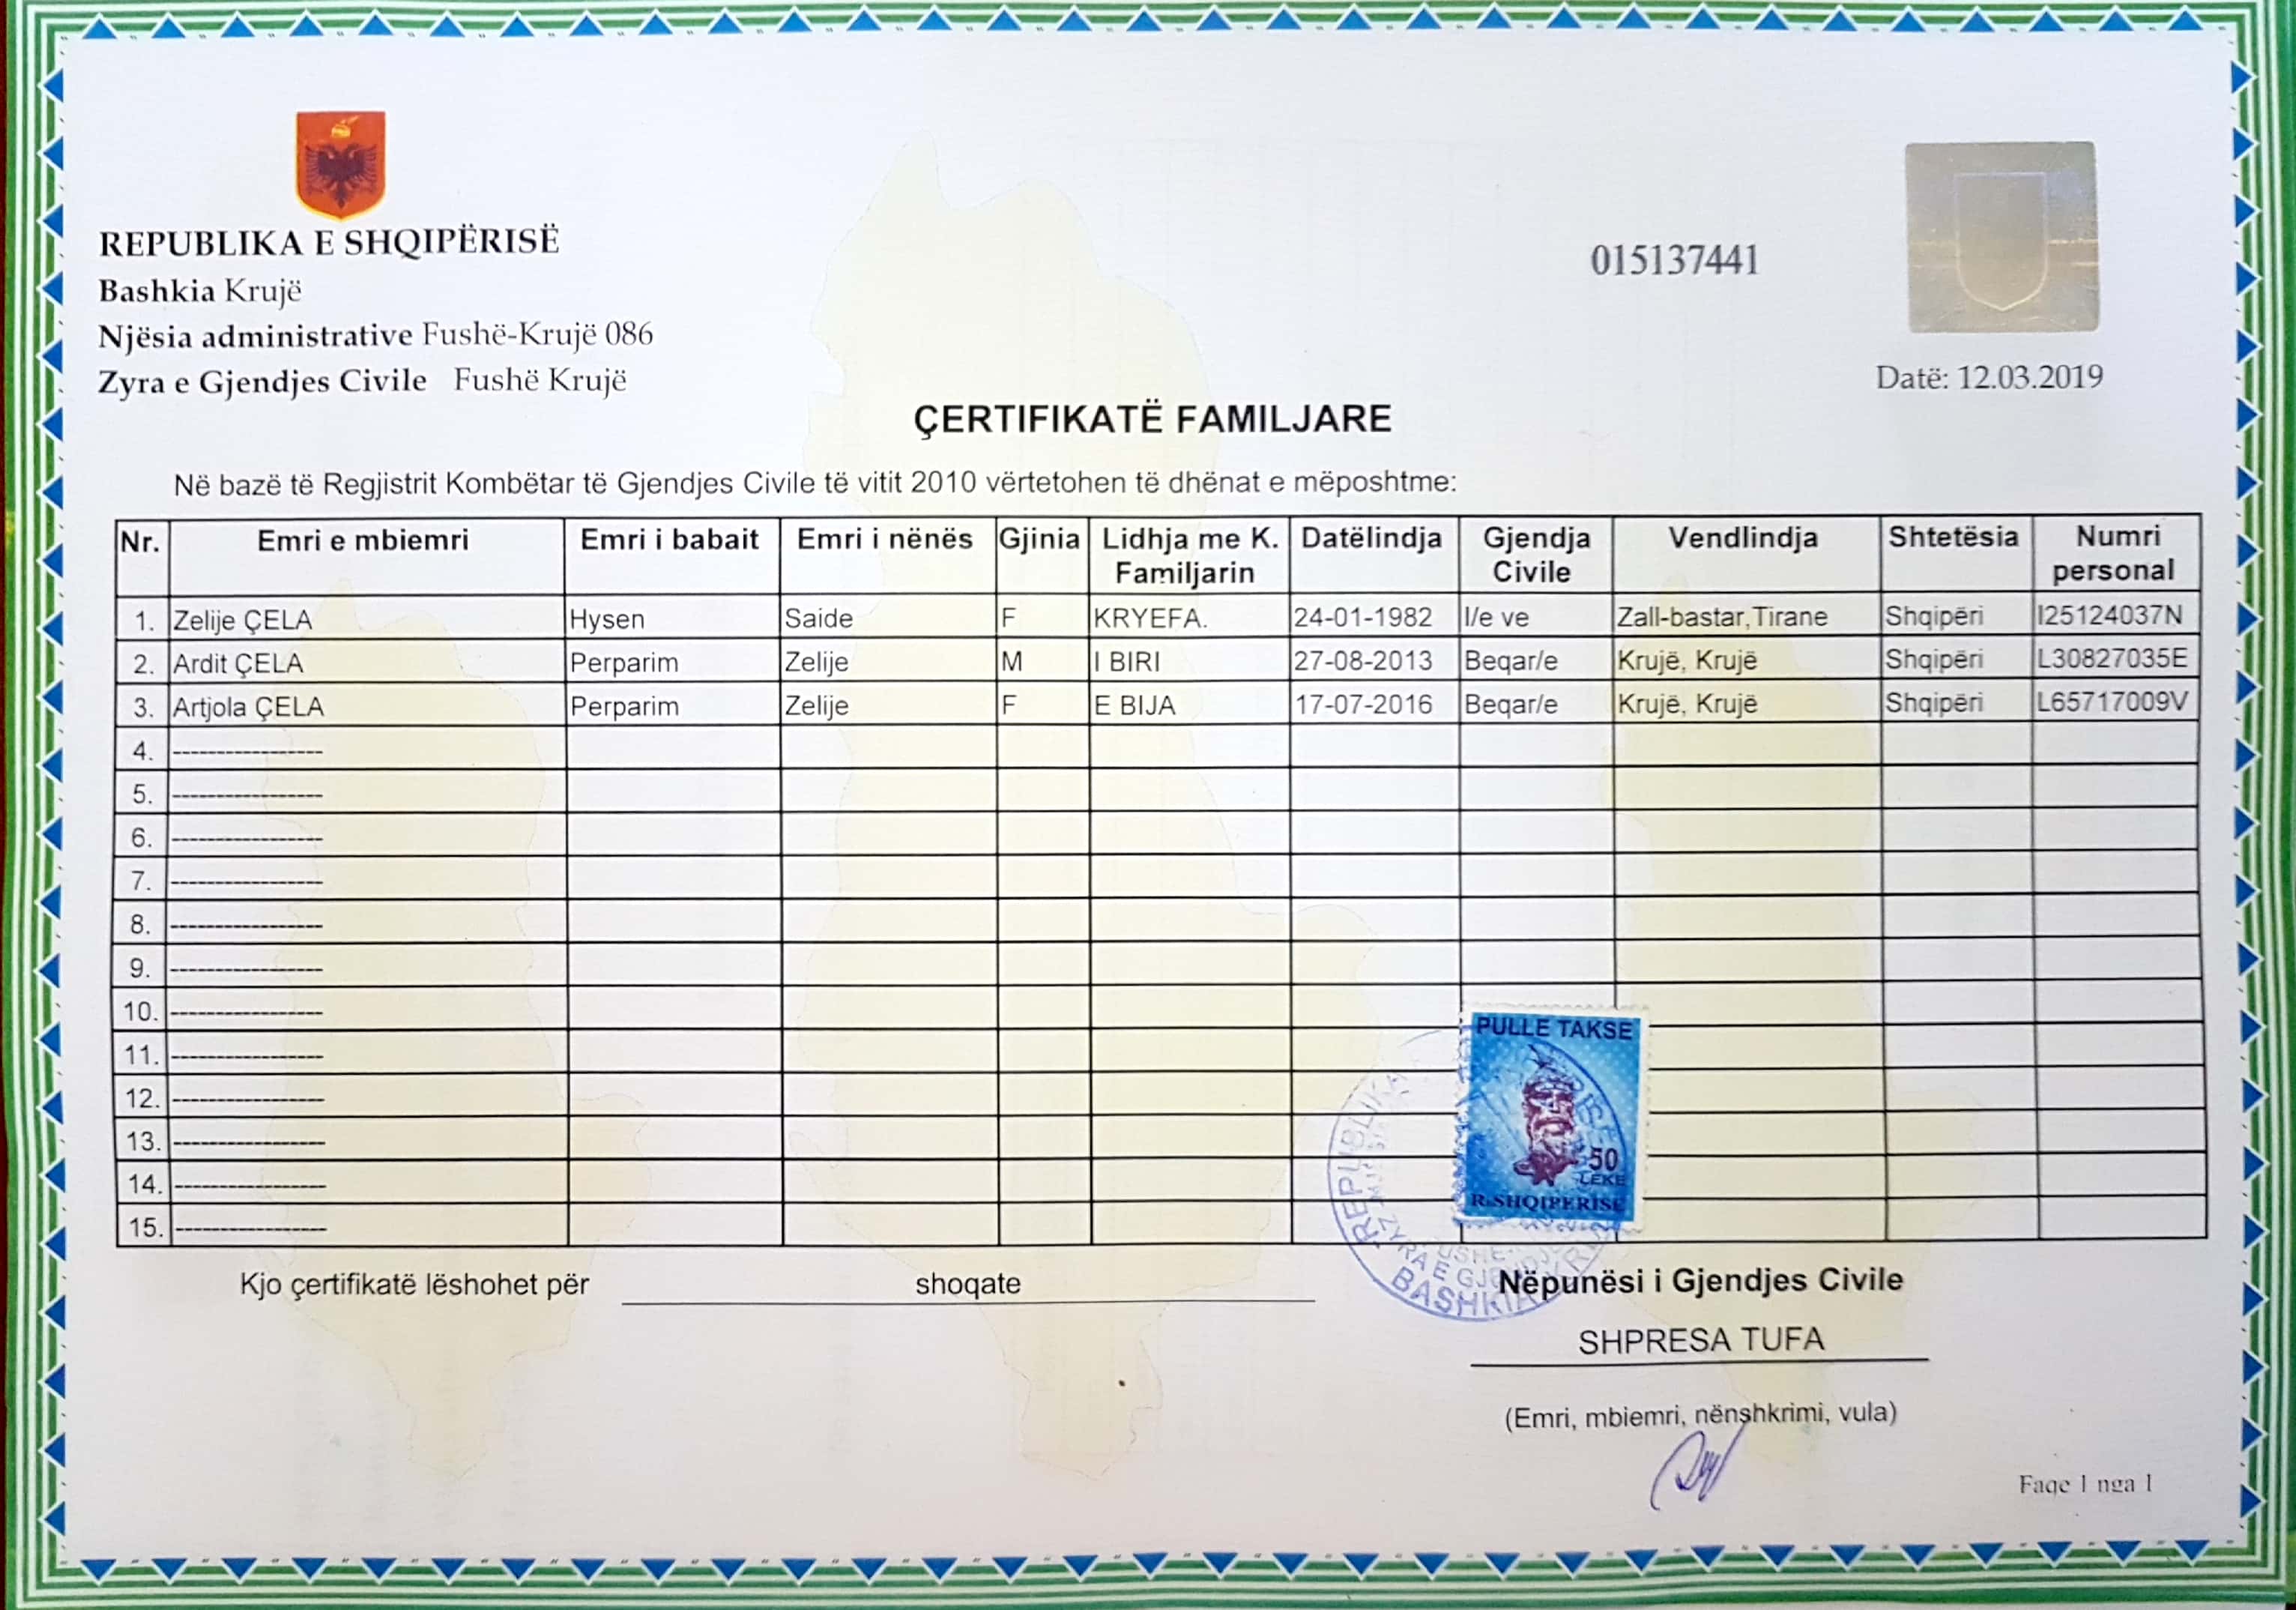 REPUBLIKA E SHQIPËRISË
Bashkia Krujë
Njësia administrative Fushë-Krujë 086
Zyra e Gjendjes Civile Fushë Krujë
015137441
Datë: 12.03.2019
ÇERTIFIKATË FAMILJARE
Në bazë të Regjistrit Kombëtar të Gjendjes Civile të vitit 2010 vërtetohen të dhënat e mëposhtme:
Nr. Emri e mbiemri Emri i babait Emri i nënës Gjinia Lidhja me K. Familjarin Datëlindja Gjendja Civile Vendlindja Shtetësia Numri personal
1. Zelije ÇELA Hysen Saide F KRYEFA. 24-01-1982 I/e ve Zall-bastar,Tirane Shqipëri I25124037N
2. Ardit ÇELA Perparim Zelije M I BIRI 27-08-2013 Beqar/e Krujë, Krujë Shqipëri L30827035E
3. Artjola ÇELA Perparim Zelije F E BIJA 17-07-2016 Beqar/e Krujë, Krujë Shqipëri L65717009V
4. --------------------
5. --------------------
6. --------------------
7. --------------------
8. --------------------
9. --------------------
10. --------------------
11. --------------------
12. --------------------
13. --------------------
14. --------------------
15. --------------------
PULLE TAKSE
50
LEKE
R.SHQIPERISE
REPUBLIKA
ZYRA E
BASHKIA
Kjo çertifikatë lëshohet për shoqate
Nëpunësi i Gjendjes Civile
SHPRESA TUFA
(Emri, mbiemri, nënshkrimi, vula)
Faqe 1 nga 1